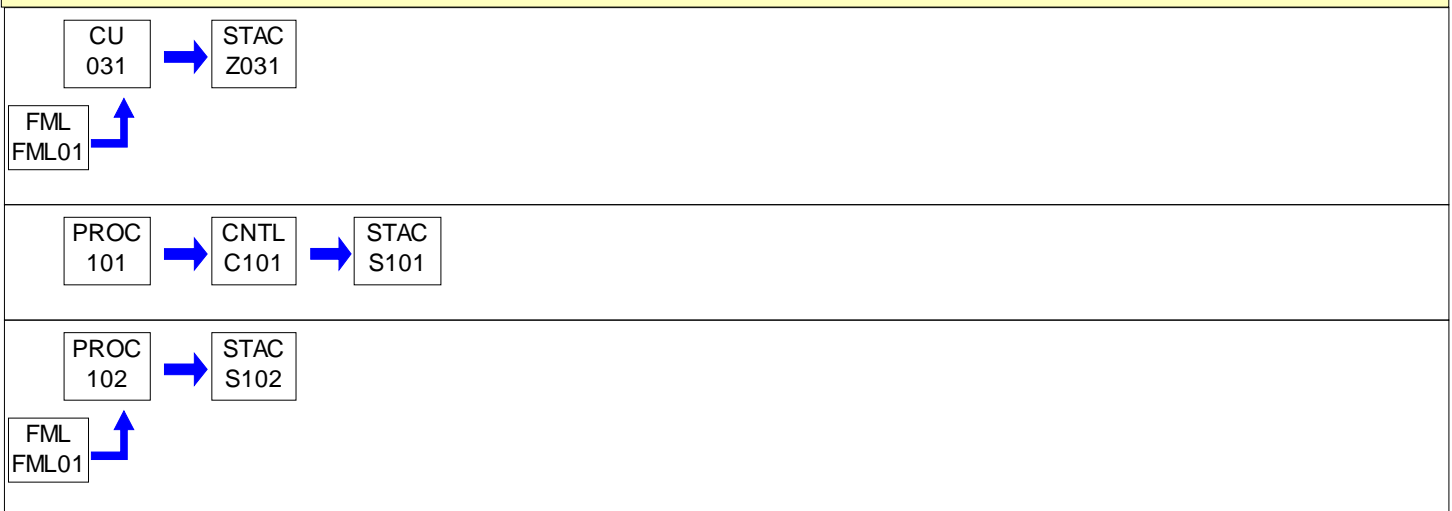 CU
031
STAC
Z031
FML
FML01
PROC
101
CNTL
C101
STAC
S101
PROC
102
STAC
S102
FML
FML01